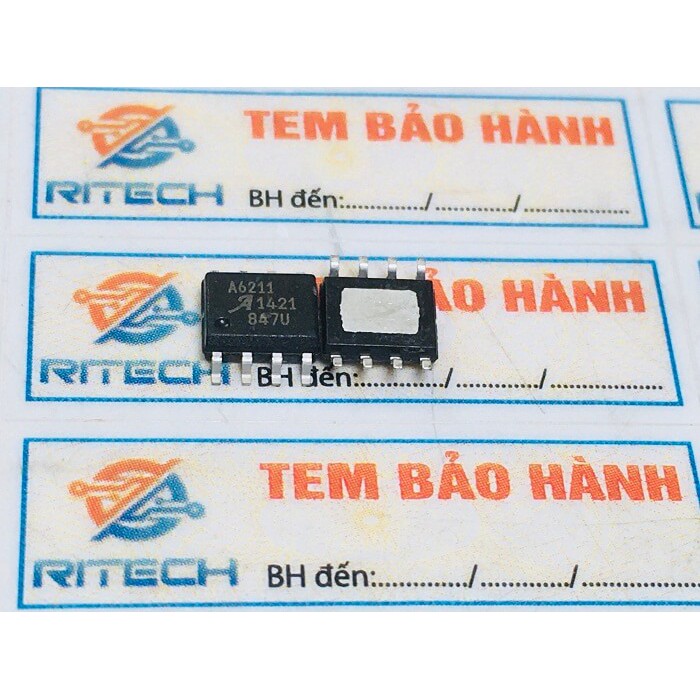 TEM BẢO HÀNH
RITECH
BH đến:............/............/................
A6211
1421
847U
ẢO HÀNH
RITECH
BH đến:............/............/................
TEM BẢO HÀNH
RITECH
BH đến:............/............/................